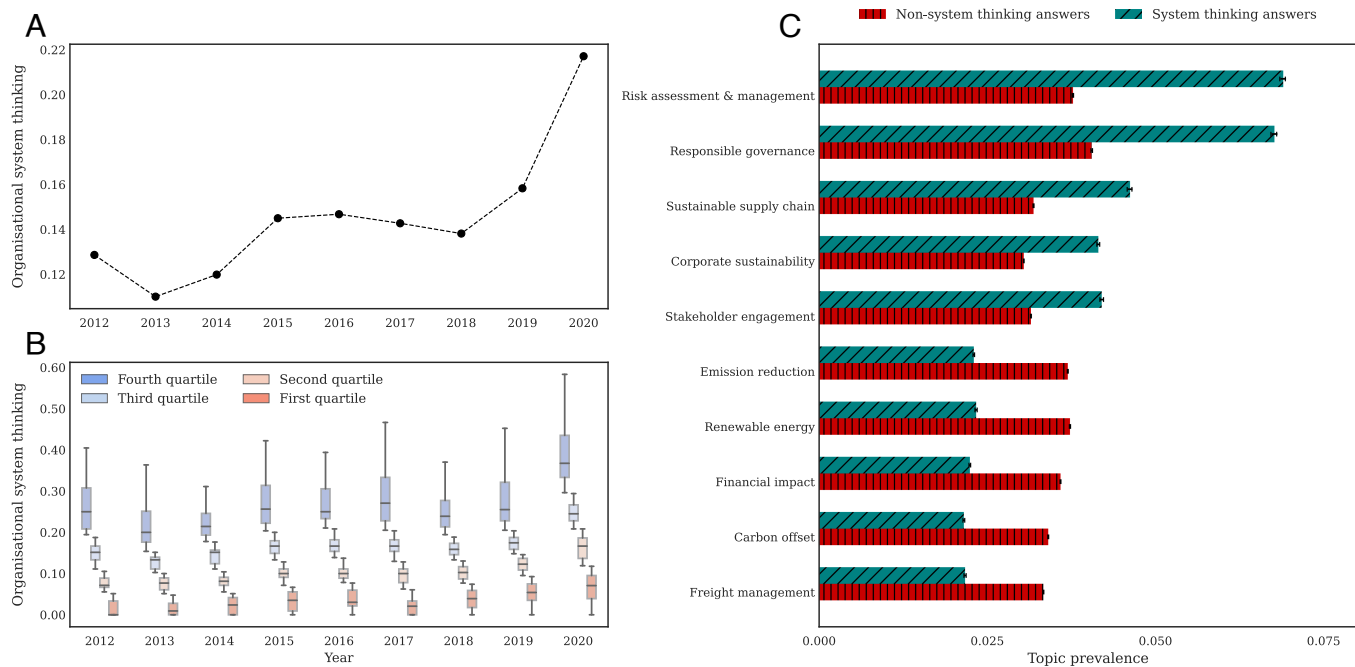 A
Organisational system thinking
0.22
0.20
0.18
0.16
0.14
0.12
2012 2013 2014 2015 2016 2017 2018 2019 2020
B
Organisational system thinking
0.60
0.50
0.40
0.30
0.20
0.10
0.00
Fourth quartile Second quartile
Third quartile First quartile
2012 2013 2014 2015 2016 2017 2018 2019 2020
Year
C
Non-system thinking answers System thinking answers
Risk assessment & management
Responsible governance
Sustainable supply chain
Corporate sustainability
Stakeholder engagement
Emission reduction
Renewable energy
Financial impact
Carbon offset
Freight management
0.000 0.025 0.050 0.075
Topic prevalence